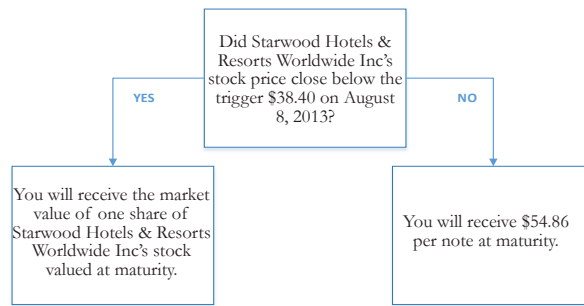 Did Starwood Hotels &
Resorts Worldwide Inc's
stock price close below the
trigger $38.40 on August
8, 2013?
YES
NO
You will receive the market
value of one share of
Starwood Hotels & Resorts
Worldwide Inc's stock
valued at maturity.
You will receive $54.86
per note at maturity.